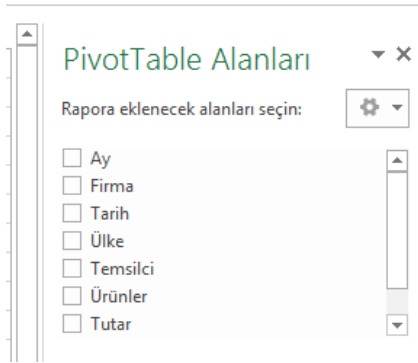 PivotTable Alanları
Rapora eklenecek alanları seçin:
Ay
Firma
Tarih
Ülke
Temsilci
Ürünler
Tutar